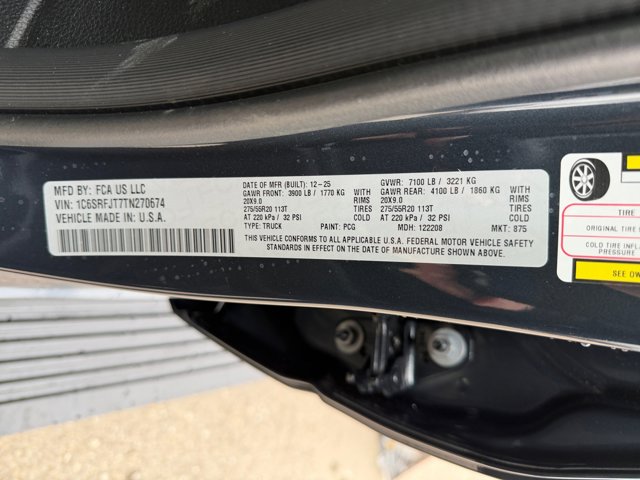 MFD BY: FCA US LLC
VIN: 1C6SRFJT7TN270674
VEHICLE MADE IN U.S.A.
DATE OF MFR (BUILT): 12-25
GAWR FRONT: 3900 LB / 1770 KG
WITH
20X9.0
RIMS
275/55R20 113T
TIRES
AT 220 kPa / 32 PSI
COLD
TYPE: TRUCK
PAINT: PCG
GVWR: 7100 LB / 3221 KG
GAWR REAR: 4100 LB / 1860 KG
WITH
20X9.0
RIMS
275/55R20 113T
TIRES
AT 220 kPa / 32 PSI
COLD
MDH: 122208
MKT: 875
THIS VEHICLE CONFORMS TO ALL APPLICABLE U.S.A. FEDERAL MOTOR VEHICLE SAFETY
STANDARDS IN EFFECT ON THE DATE OF MANUFACTURE SHOWN ABOVE.
ORIGINAL TIRE
COLD TIRE INFL
PRESSURE
SEE OW